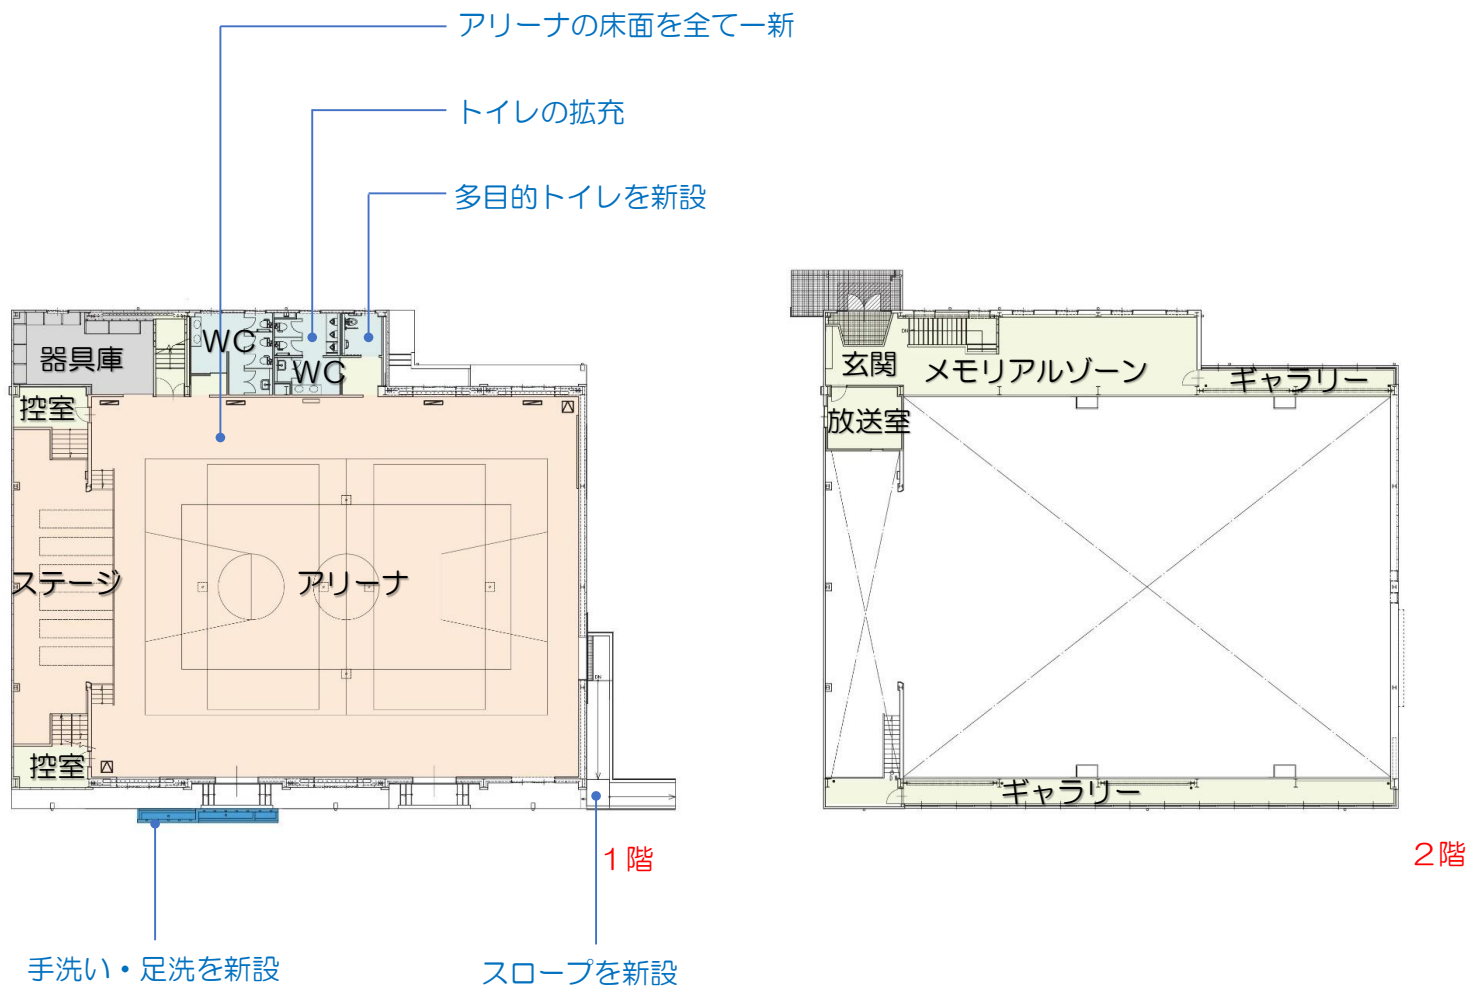 アリーナの床面を全て一新
トイレの拡充
多目的トイレを新設
器具庫
WC
WC
控室
ステージ
アリーナ
控室
1階
手洗い・足洗を新設
スロープを新設
玄関
メモリアルゾーン
ギャラリー
放送室
ギャラリー
2階
DN
DN